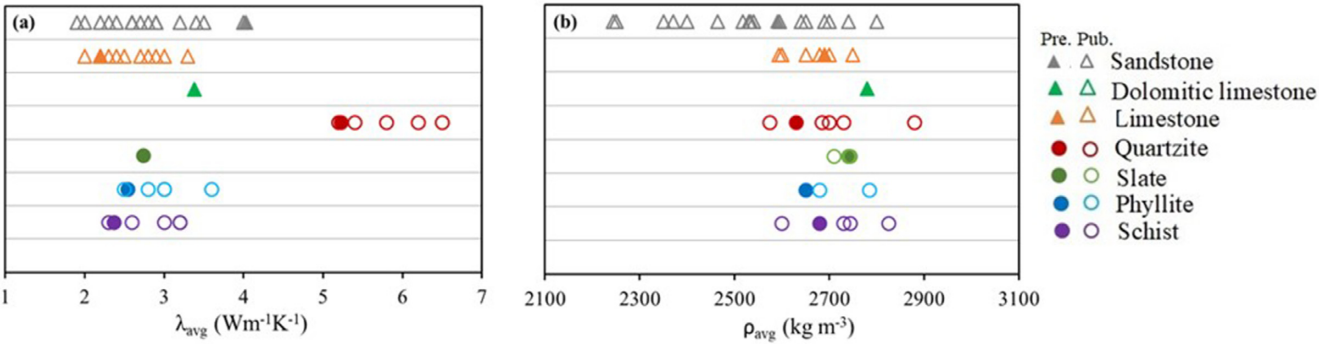 (a)
1 2 3 4 5 6 7
λavg (Wm-1K-1)
(b)
2100 2300 2500 2700 2900 3100
ρavg (kg m-3)
Pre. Pub.
Sandstone
Dolomitic limestone
Limestone
Quartzite
Slate
Phyllite
Schist